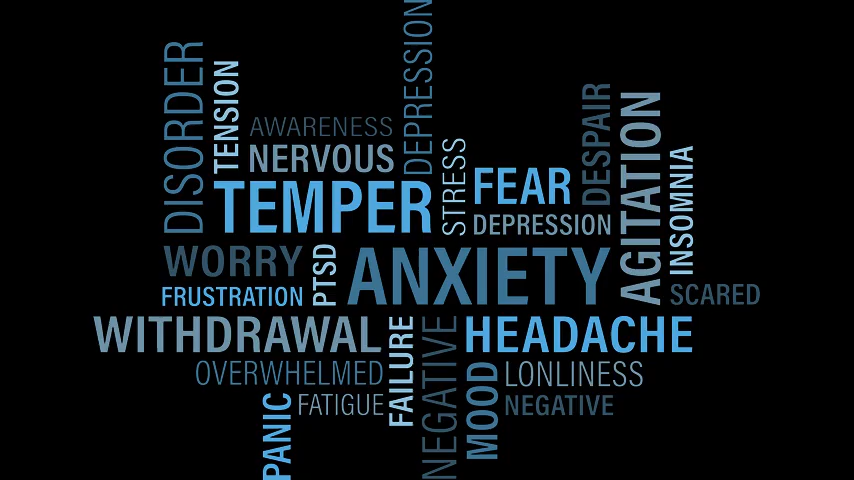 DISORDER
TENSION
AWARENESS
NERVOUS
TEMPER
DEPRESSION
STRESS
FEAR
DEPRESSION
DESPAIR
AGITATION
INSOMNIA
WORRY
FRUSTRATION
PTSD
ANXIETY
SCARED
WITHDRAWAL
OVERWHELMED
PANIC
FATIGUE
FAILURE
NEGATIVE
HEADACHE
MOOD
LONLINESS
NEGATIVE